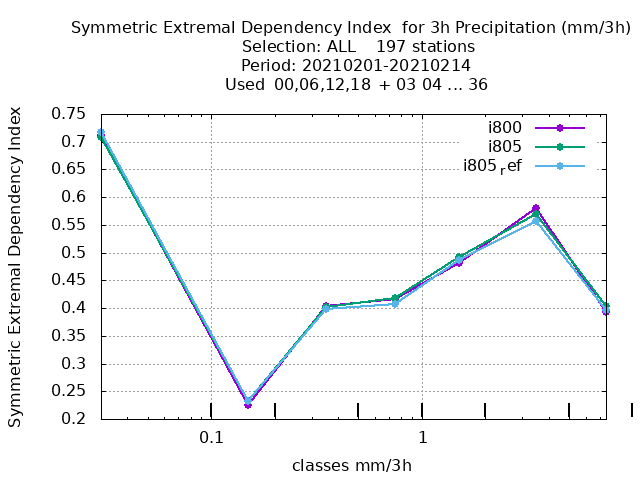 Symmetric Extremal Dependency Index  for 3h Precipitation (mm/3h)
Selection: ALL    197 stations
Period: 20210201-20210214
Used  00,06,12,18  + 03 04 ... 36
Symmetric Extremal Dependency Index
0.75
0.7
0.65
0.6
0.55
0.5
0.45
0.4
0.35
0.3
0.25
0.2
i800
i805
i805ref
0.1
1
classes mm/3h